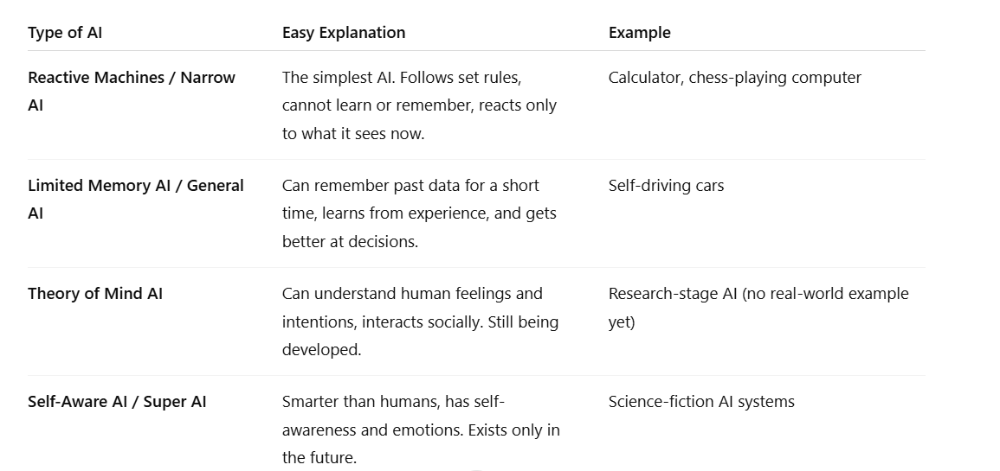 Type of AI Easy Explanation Example
Reactive Machines / Narrow
AI
The simplest AI. Follows set rules,
cannot learn or remember, reacts only
to what it sees now.
Calculator, chess-playing computer
Limited Memory AI / General
AI
Can remember past data for a short
time, learns from experience, and gets
better at decisions.
Self-driving cars
Theory of Mind AI
Can understand human feelings and
intentions, interacts socially. Still being
developed.
Research-stage AI (no real-world example
yet)
Self-Aware AI / Super AI
Smarter than humans, has self-
awareness and emotions. Exists only in
the future.
Science-fiction AI systems